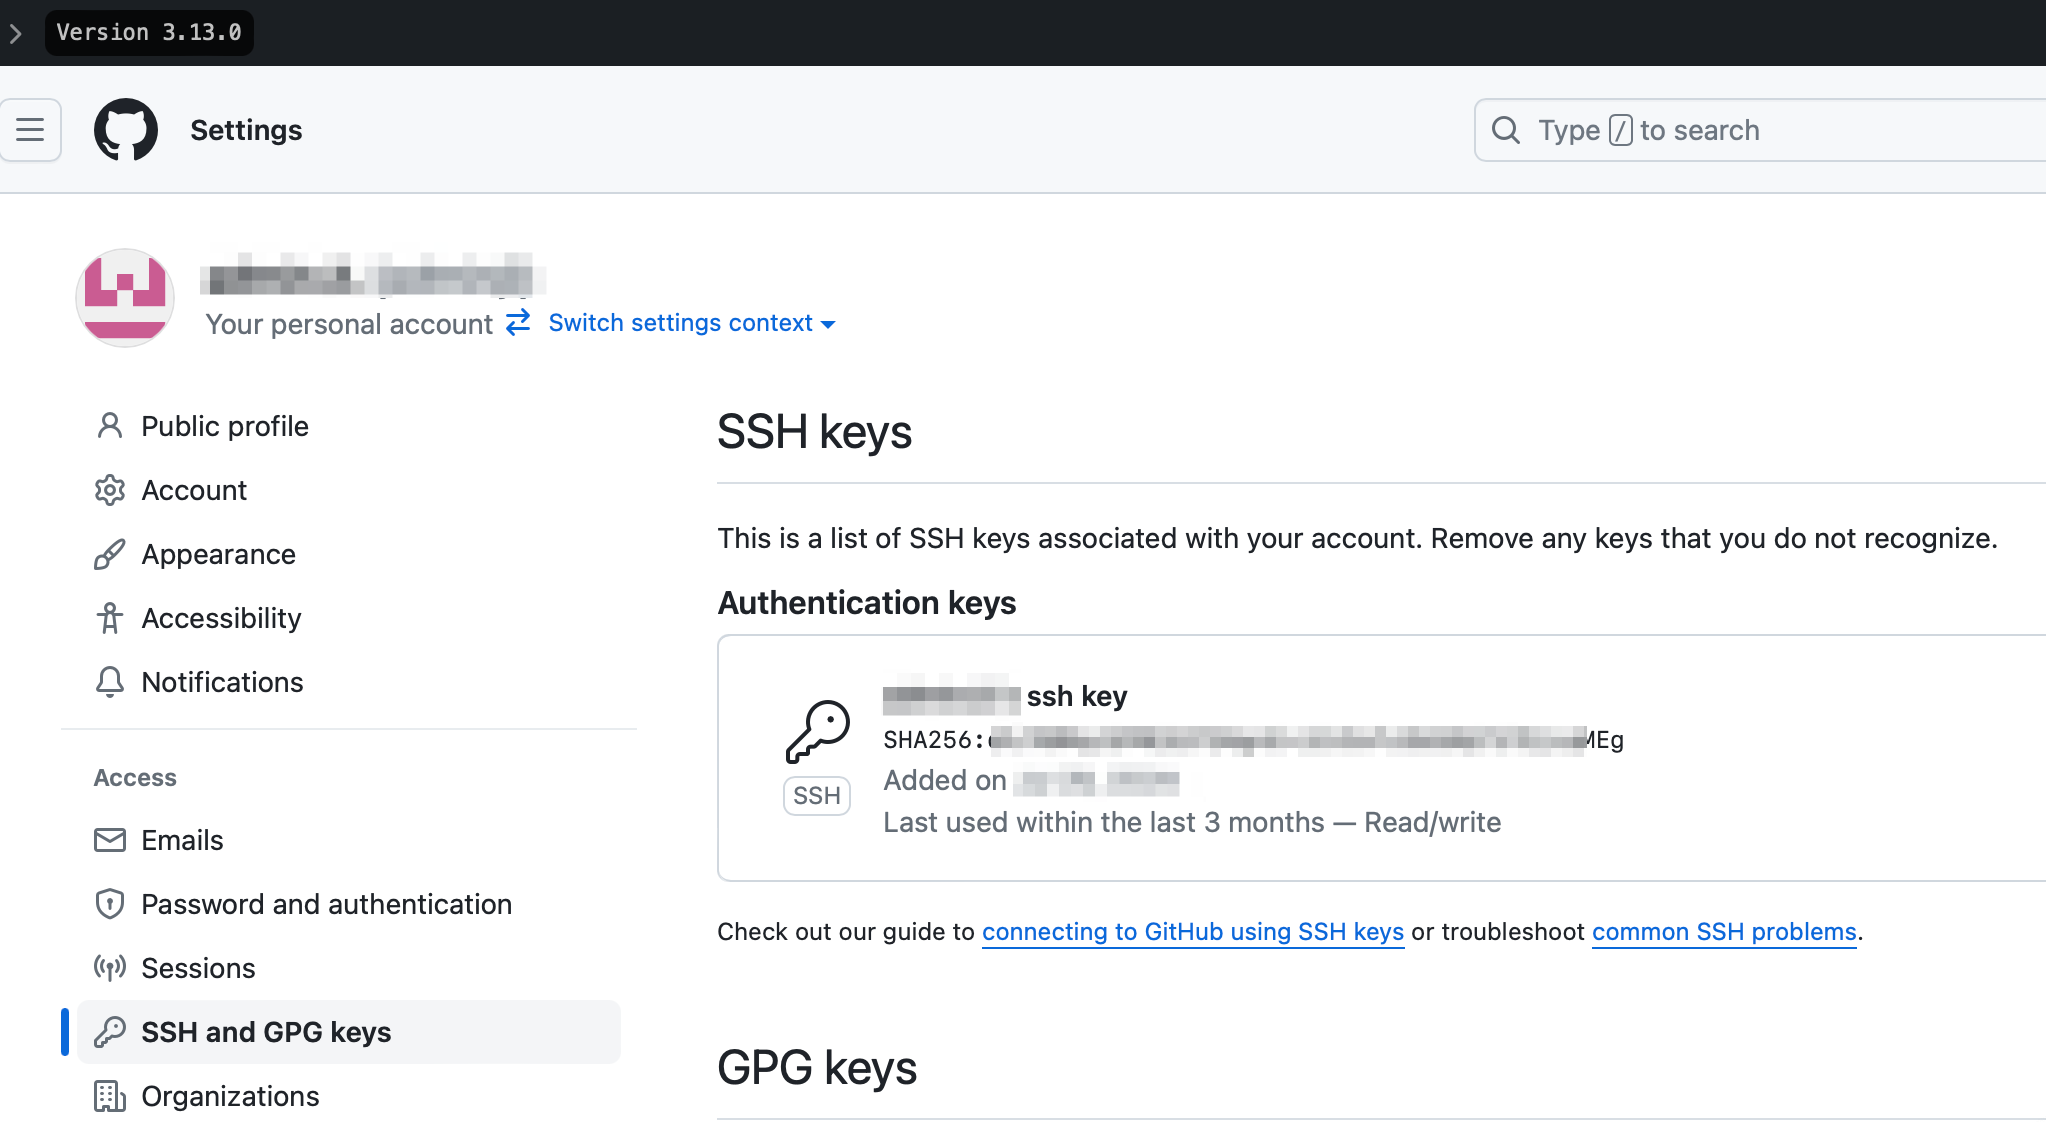 Version 3.13.0
Settings
Type / to search
Your personal account Switch settings context
Public profile
Account
Appearance
Accessibility
Notifications
Access
Emails
Password and authentication
Sessions
SSH and GPG keys
Organizations
SSH keys
This is a list of SSH keys associated with your account. Remove any keys that you do not recognize.
Authentication keys
ssh key
SSH
SHA256: MEg
Added on
Last used within the last 3 months — Read/write
Check out our guide to connecting to GitHub using SSH keys or troubleshoot common SSH problems.
GPG keys